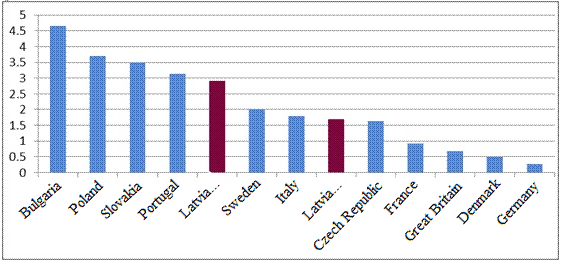 5
4.5
4
3.5
3
2.5
2
1.5
1
0.5
0
Bulgaria
Poland
Slovakia
Portugal
Latvia...
Sweden
Italy
Latvia...
Czech Republic
France
Great Britain
Denmark
Germany